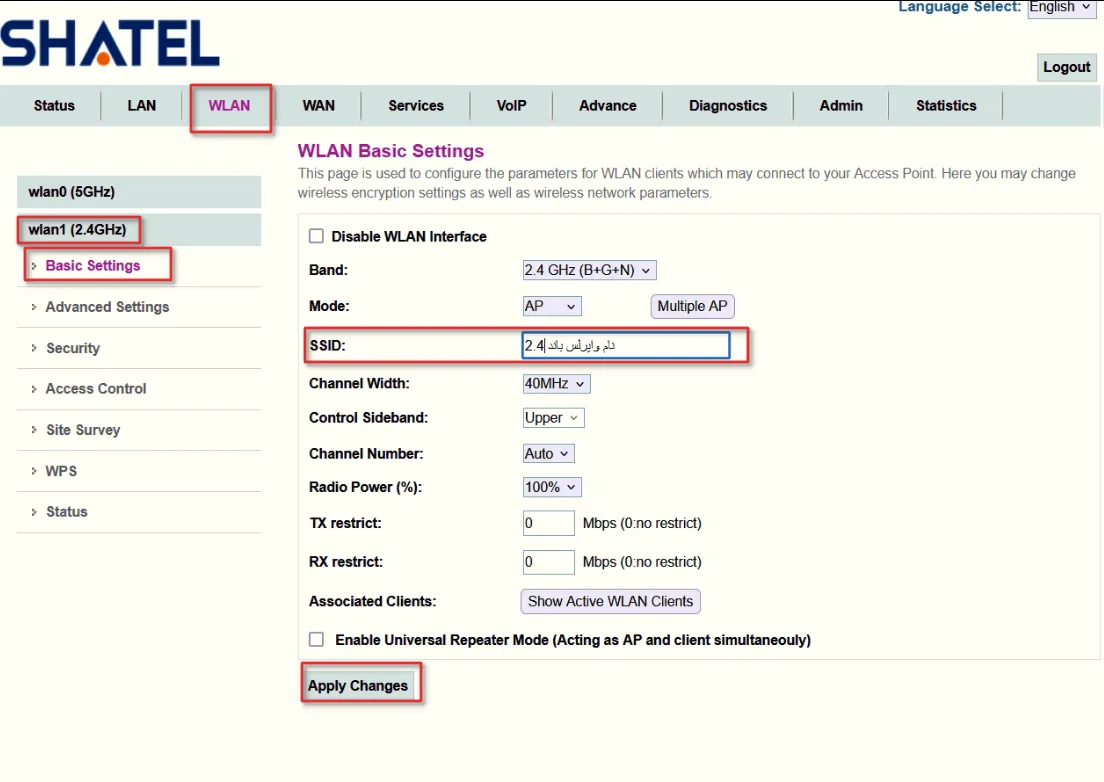 Language Select: English
SHATEL
Logout
Status LAN WLAN WAN Services VoIP Advance Diagnostics Admin Statistics
wlan0 (5GHz)
wlan1 (2.4GHz)
Basic Settings
Advanced Settings
Security
Access Control
Site Survey
WPS
Status
WLAN Basic Settings
This page is used to configure the parameters for WLAN clients which may connect to your Access Point. Here you may change
wireless encryption settings as well as wireless network parameters.
Disable WLAN Interface
Band: 2.4 GHz (B+G+N)
Mode: AP Multiple AP
SSID: نام وایرلس باند 2.4
Channel Width: 40MHz
Control Sideband: Upper
Channel Number: Auto
Radio Power (%): 100%
TX restrict: 0 Mbps (0:no restrict)
RX restrict: 0 Mbps (0:no restrict)
Associated Clients: Show Active WLAN Clients
Enable Universal Repeater Mode (Acting as AP and client simultaneouly)
Apply Changes